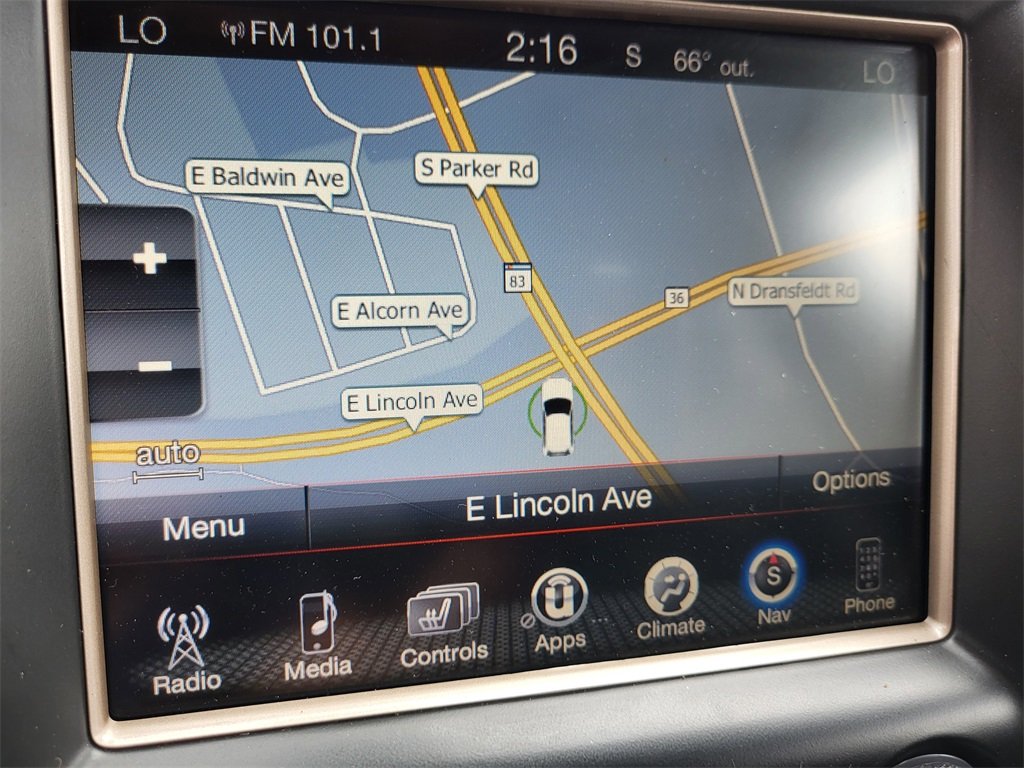 LO FM 101.1 2:16 S 66° out. LO
E Baldwin Ave
S Parker Rd
83
36
N Dransfeldt Rd
E Alcorn Ave
E Lincoln Ave
+
−
auto
Menu
E Lincoln Ave
Options
Radio
Media
Controls
Apps
Climate
S
Nav
Phone